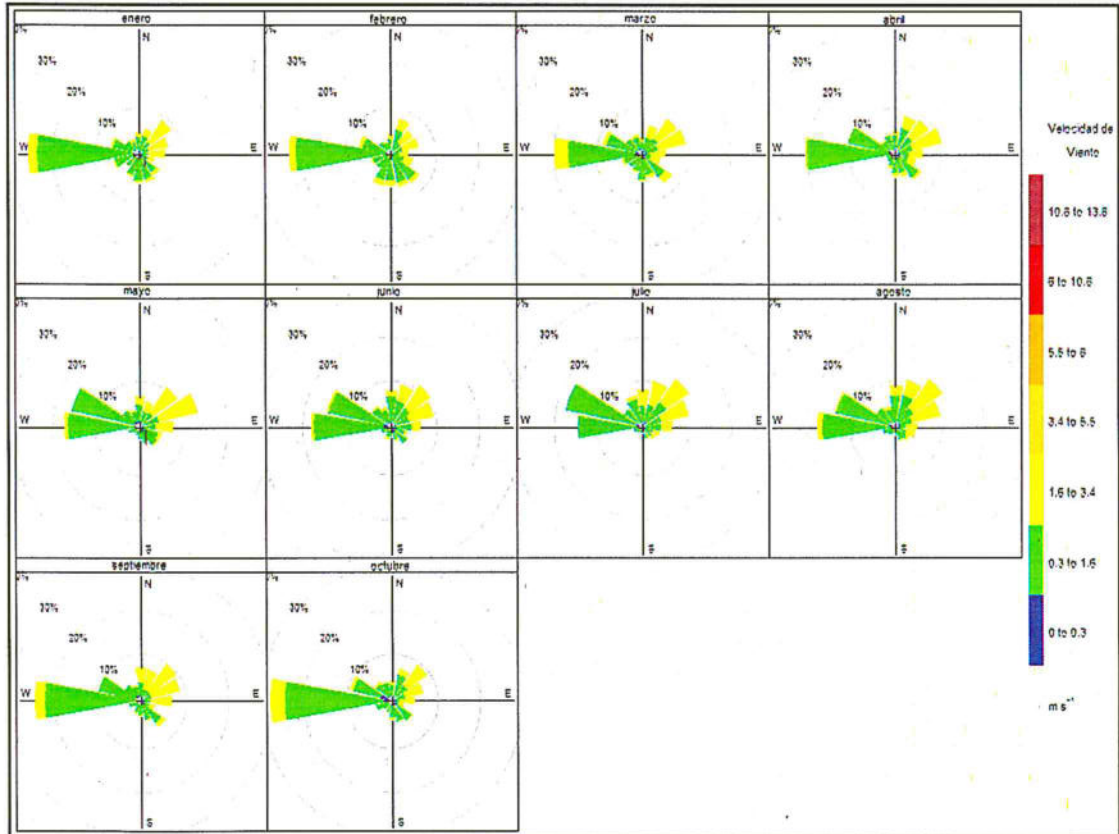 enero
febrero
marzo
abril
N
30%
20%
10%
W
E
N
30%
20%
10%
W
E
N
30%
20%
10%
W
E
N
30%
20%
10%
W
E
mayo
junio
julio
agosto
N
30%
20%
10%
W
E
N
30%
20%
10%
W
E
N
30%
20%
10%
W
E
N
30%
20%
10%
W
E
septiembre
octubre
N
30%
20%
10%
W
E
N
30%
20%
10%
W
E
Velocidad de
Viento
10.8 to 13.8
5.5 to 8
3.4 to 5.5
1.6 to 3.4
0.3 to 1.6
0 to 0.3
m s⁻¹